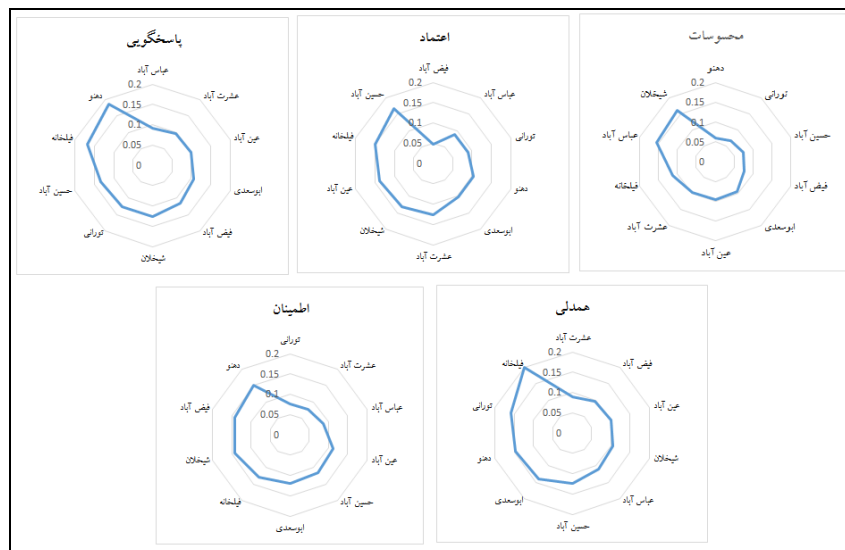 پاسخگویی
عباس آباد
عشرت آباد
عین آباد
ابوسعدی
فیض آباد
شیخلان
تورانی
حسین آباد
فیلخانه
دهنو
0.2
0.15
0.1
0.05
0
اعتماد
فیض آباد
عباس آباد
تورانی
دهنو
ابوسعدی
عشرت آباد
شیخلان
عین آباد
فیلخانه
حسین آباد
0.2
0.15
0.1
0.05
0
محسوسات
دهنو
تورانی
حسین آباد
فیض آباد
ابوسعدی
عین آباد
عشرت آباد
فیلخانه
عباس آباد
شیخلان
0.2
0.15
0.1
0.05
0
اطمینان
تورانی
عشرت آباد
عباس آباد
عین آباد
حسین آباد
ابوسعدی
فیلخانه
شیخلان
فیض آباد
دهنو
0.2
0.15
0.1
0.05
0
همدلی
عشرت آباد
فیض آباد
عین آباد
شیخلان
عباس آباد
حسین آباد
ابوسعدی
دهنو
تورانی
فیلخانه
0.2
0.15
0.1
0.05
0